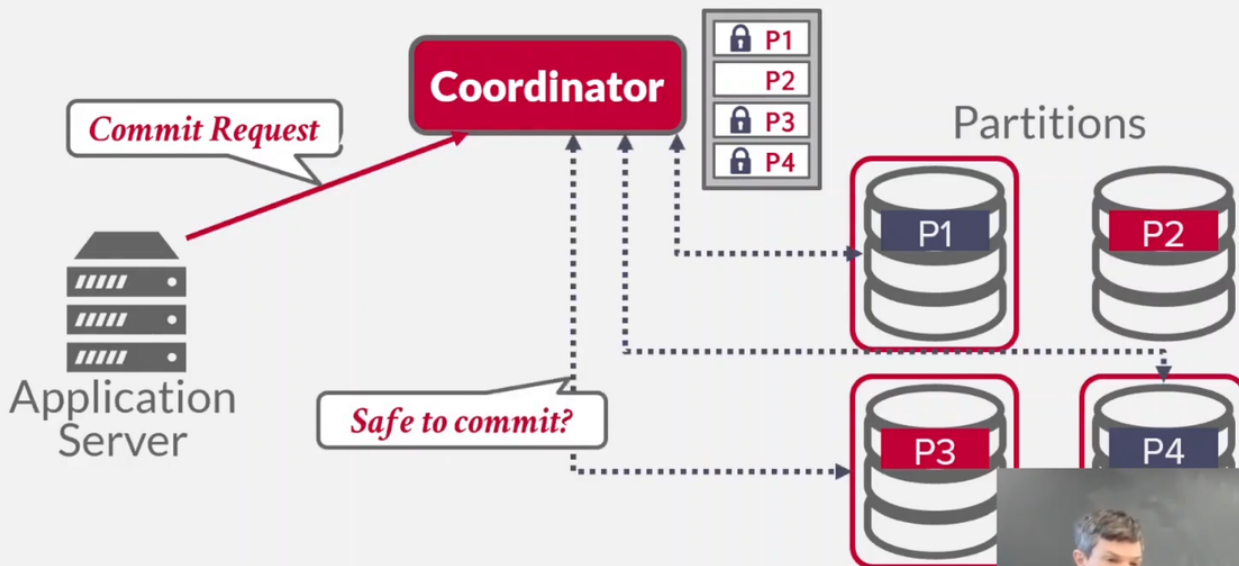 Coordinator
P1
P2
P3
P4
Commit Request
Partitions
P1
P2
Application
Server
Safe to commit?
P3
P4